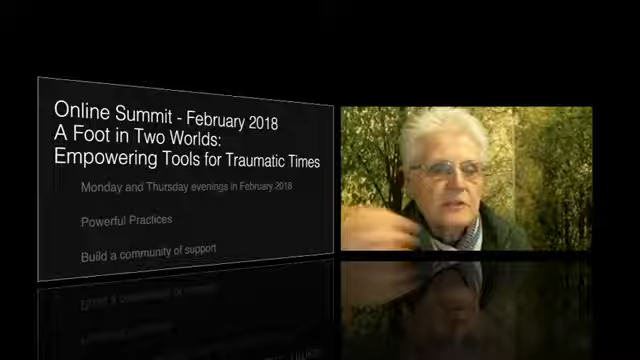 Online Summit - February 2018
A Foot in Two Worlds:
Empowering Tools for Traumatic Times
Monday and Thursday evenings in February 2018
Powerful Practices
Build a community of support